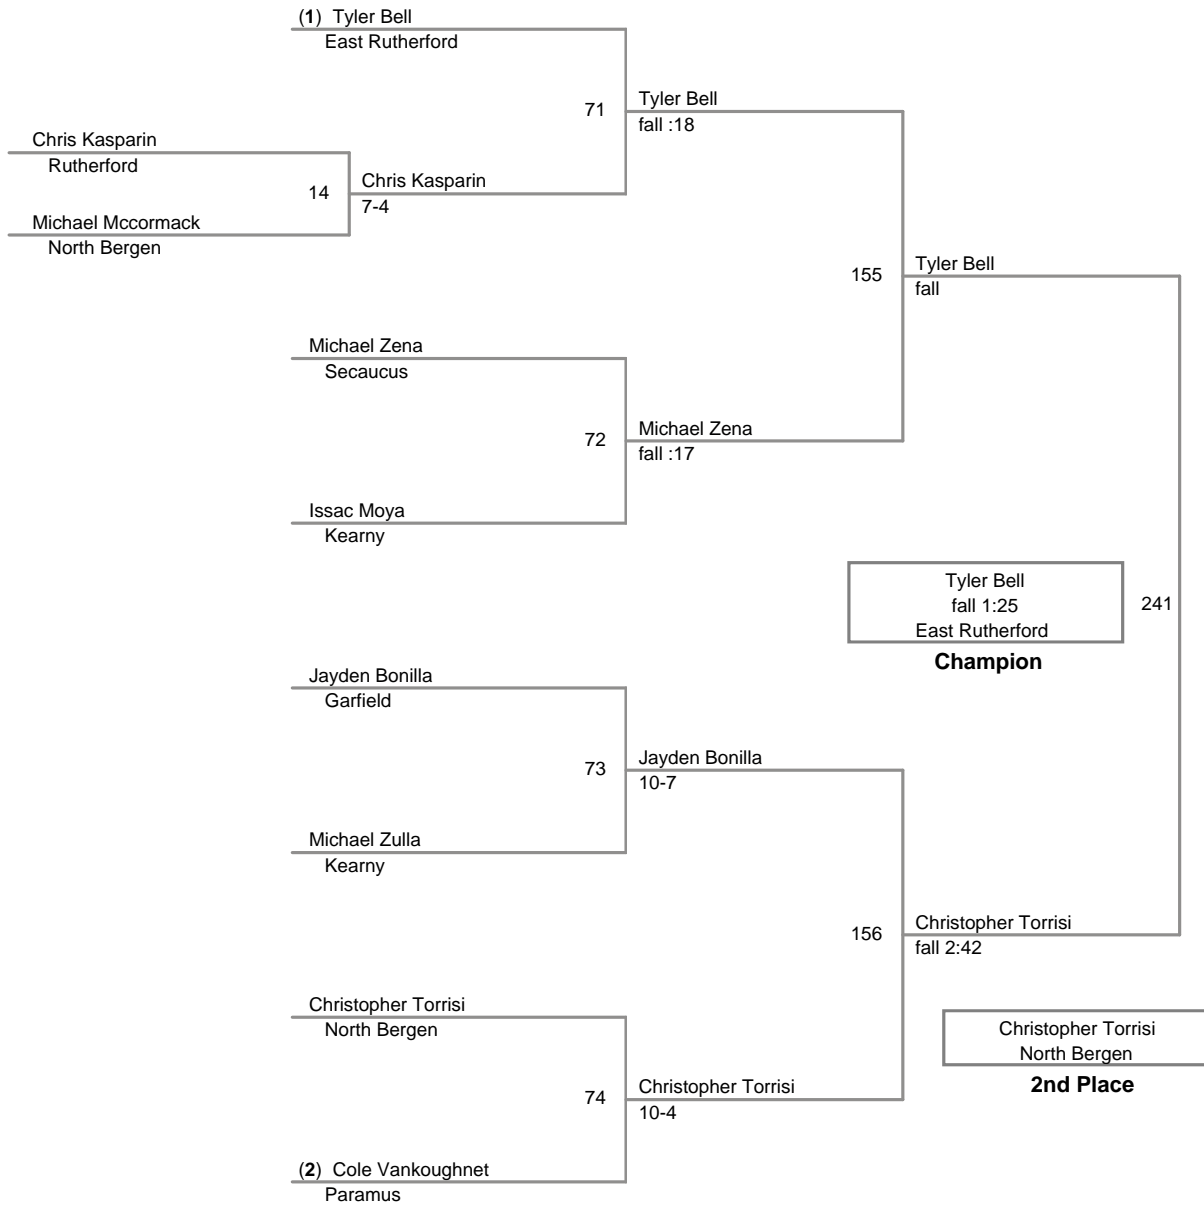 (1) Tyler Bell
East Rutherford
71
Tyler Bell
fall :18
Chris Kasparin
Rutherford
14
Chris Kasparin
7-4
Michael Mccormack
North Bergen
155
Tyler Bell
fall
Michael Zena
Secaucus
72
Michael Zena
fall :17
Issac Moya
Kearny
Tyler Bell
fall 1:25
East Rutherford
Champion
241
Jayden Bonilla
Garfield
73
Jayden Bonilla
10-7
Michael Zulla
Kearny
156
Christopher Torrisi
fall 2:42
Christopher Torrisi
North Bergen
Christopher Torrisi
North Bergen
2nd Place
74
Christopher Torrisi
10-4
(2) Cole Vankoughnet
Paramus